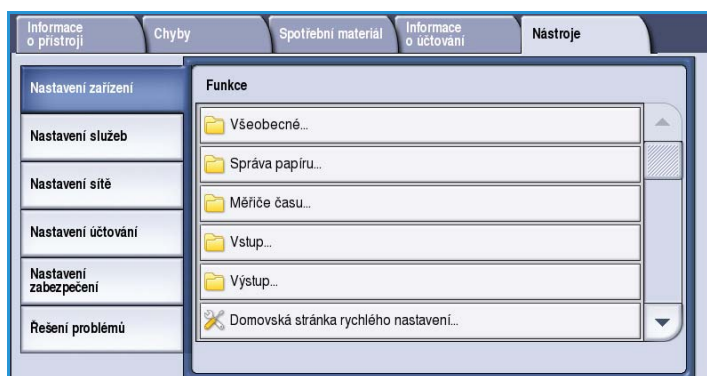 Informace
o přístroji
Chyby
Spotřební materiál
Informace
o účtování
Nástroje
Nastavení zařízení
Nastavení služeb
Nastavení sítě
Nastavení účtování
Nastavení
zabezpečení
Řešení problémů
Funkce
Všeobecné...
Správa papíru...
Měřiče času...
Vstup...
Výstup...
Domovská stránka rychlého nastavení...